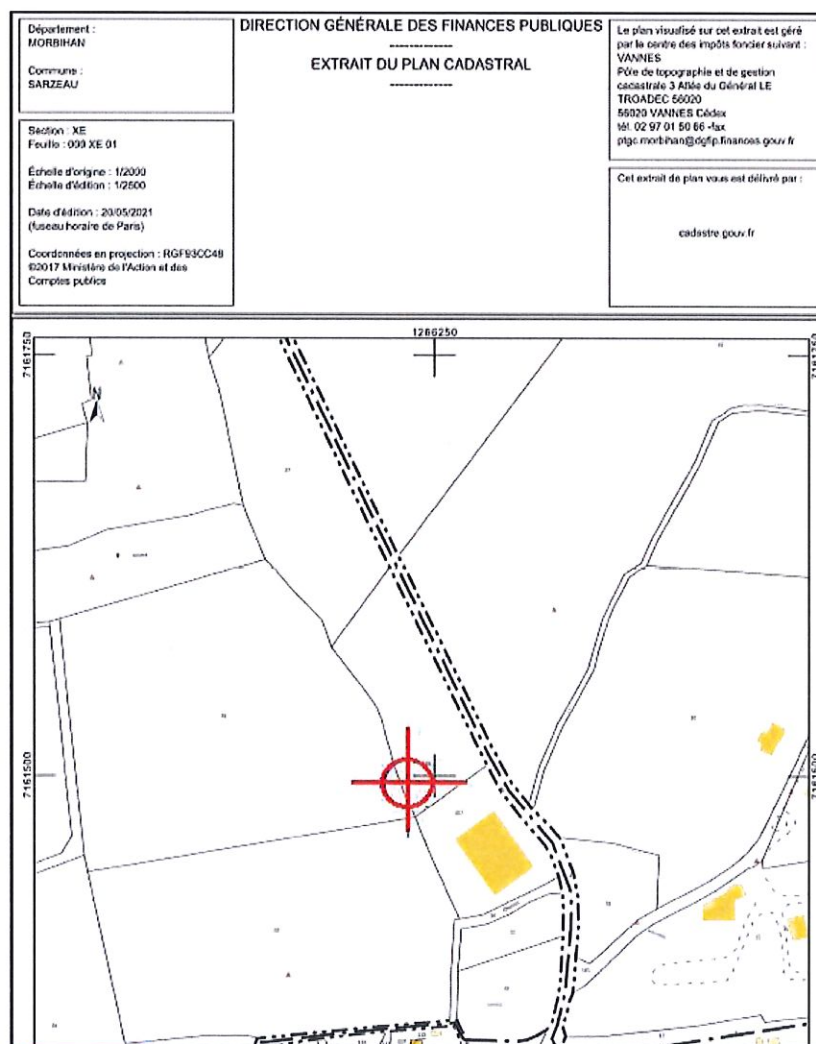 Département :
MORBIHAN
Commune :
SARZEAU
Section : XE
Feuille : 000 XE 01
Échelle d'origine : 1/2000
Échelle d'édition : 1/2500
Date d'édition : 20/05/2021
(fuseau horaire de Paris)
Coordonnées en projection : RGF93CC48
©2017 Ministère de l'Action et des
Comptes publics
DIRECTION GÉNÉRALE DES FINANCES PUBLIQUES
-------------
EXTRAIT DU PLAN CADASTRAL
-------------
Le plan visualisé sur cet extrait est géré
par le centre des impôts foncier suivant :
VANNES
Pôle de topographie et de gestion
cadastrale 3 Allée du Général LE
TROADEC 56020
56020 VANNES Cédex
tél. 02 97 01 50 66 -fax
ptgc.morbihan@dgfip.finances.gouv.fr
Cet extrait de plan vous est délivré par :
cadastre.gouv.fr
1266250
7161750
7161750
N
7161500
7161500